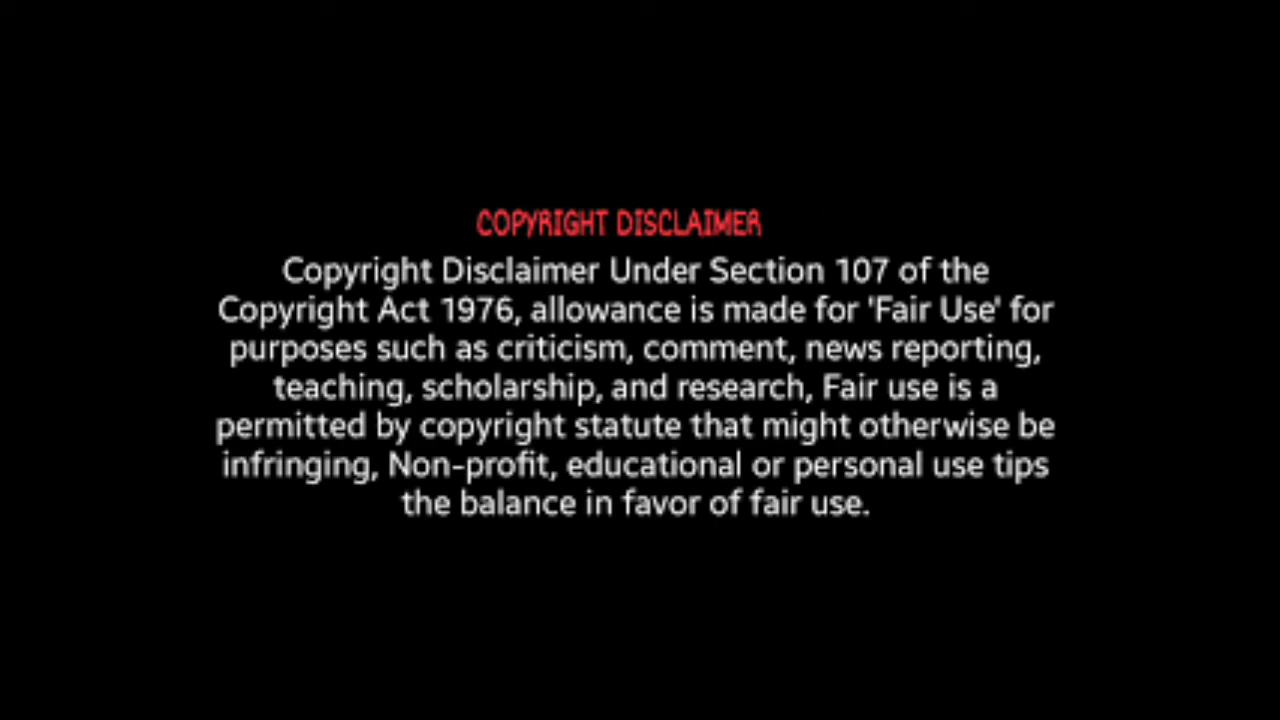 COPYRIGHT DISCLAIMER
Copyright Disclaimer Under Section 107 of the
Copyright Act 1976, allowance is made for 'Fair Use' for
purposes such as criticism, comment, news reporting,
teaching, scholarship, and research, Fair use is a
permitted by copyright statute that might otherwise be
infringing, Non-profit, educational or personal use tips
the balance in favor of fair use.